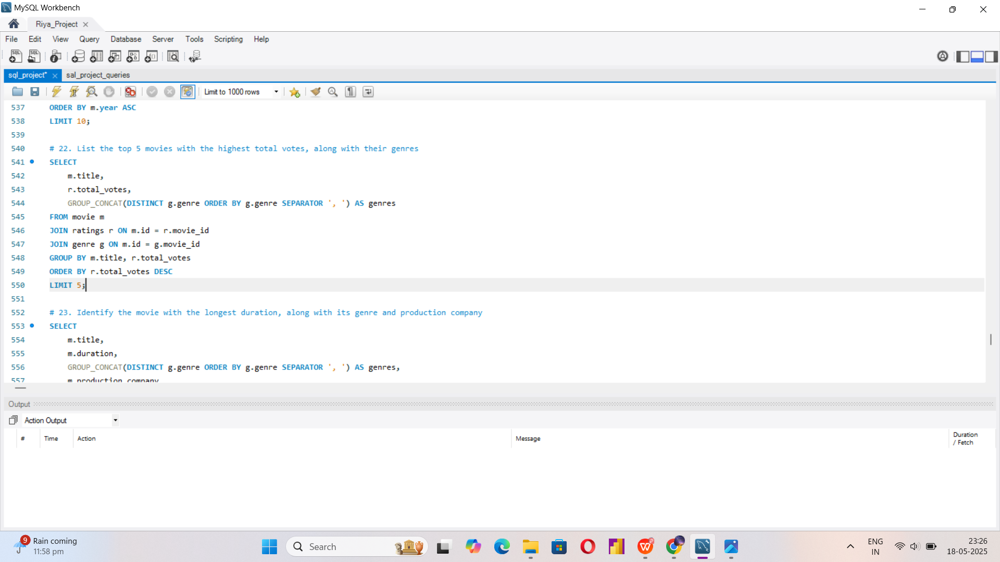 MySQL Workbench
Riya_Project
File Edit View Query Database Server Tools Scripting Help
sql_project* sal_project_queries
Limit to 1000 rows
537 ORDER BY m.year ASC
538 LIMIT 10;
539
540 # 22. List the top 5 movies with the highest total votes, along with their genres
541 SELECT
542 m.title,
543 r.total_votes,
544 GROUP_CONCAT(DISTINCT g.genre ORDER BY g.genre SEPARATOR ', ') AS genres
545 FROM movie m
546 JOIN ratings r ON m.id = r.movie_id
547 JOIN genre g ON m.id = g.movie_id
548 GROUP BY m.title, r.total_votes
549 ORDER BY r.total_votes DESC
550 LIMIT 5;
551
552 # 23. Identify the movie with the longest duration, along with its genre and production company
553 SELECT
554 m.title,
555 m.duration,
556 GROUP_CONCAT(DISTINCT g.genre ORDER BY g.genre SEPARATOR ', ') AS genres,
557 m.production_company
Output
Action Output
# Time Action Message Duration / Fetch
9 Rain coming
11:58 pm
Search
ENG
IN
23:26
18-05-2025